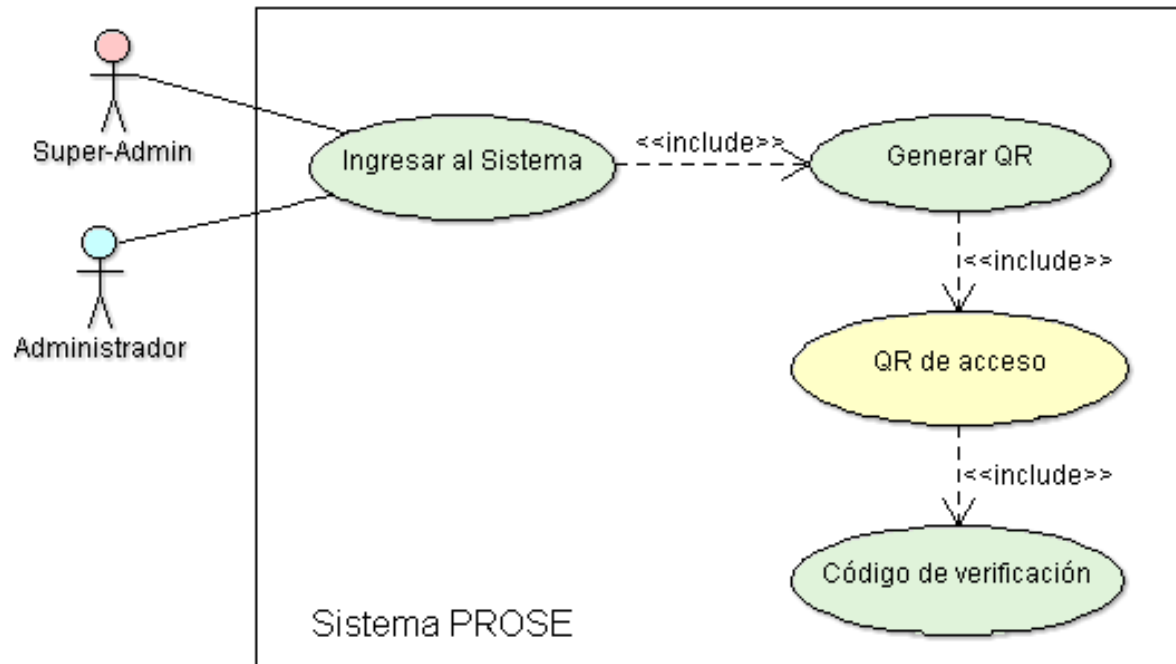 Super-Admin
Administrador
Ingresar al Sistema
<<include>>
Generar QR
<<include>>
QR de acceso
<<include>>
Código de verificación
Sistema PROSE